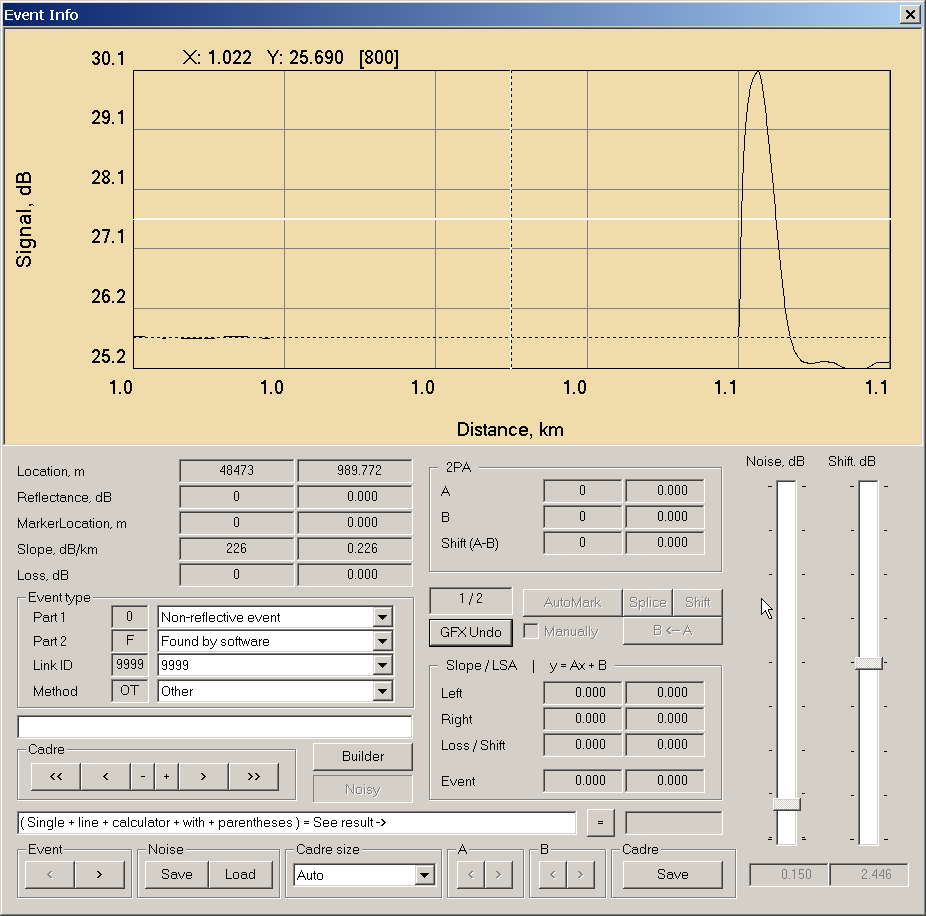 Event Info
X: 1.022 Y: 25.690 [800]
30.1
29.1
28.1
27.1
26.2
25.2
Signal, dB
1.0 1.0 1.0 1.0 1.1 1.1
Distance, km
Location, m 48473 989.772
Reflectance, dB 0 0.000
MarkerLocation, m 0 0.000
Slope, dB/km 226 0.226
Loss, dB 0 0.000
Event type
Part 1 0 Non-reflective event
Part 2 F Found by software
Link ID 9999 9999
Method OT Other
Cadre
<< < - + > >>
Builder
Noisy
2PA
A 0 0.000
B 0 0.000
Shift (A-B) 0 0.000
1 / 2 AutoMark Splice Shift
GFX Undo Manually B <-- A
Slope / LSA | y = Ax + B
Left 0.000 0.000
Right 0.000 0.000
Loss / Shift 0.000 0.000
Event 0.000 0.000
Noise, dB Shift. dB
( Single + line + calculator + with + parentheses ) = See result -> =
Event Noise Cadre size A B Cadre
< > Save Load Auto < > < > Save
0.150 2.446